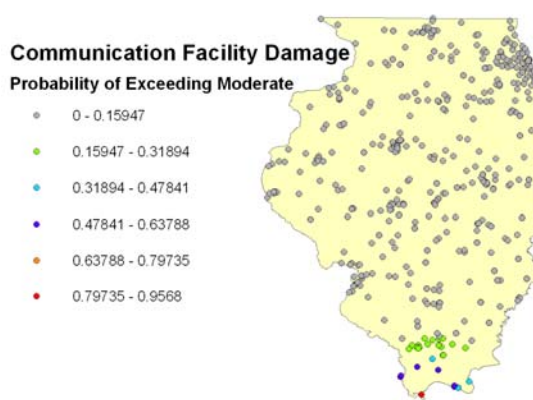 Communication Facility Damage
Probability of Exceeding Moderate
0 - 0.15947
0.15947 - 0.31894
0.31894 - 0.47841
0.47841 - 0.63788
0.63788 - 0.79735
0.79735 - 0.9568